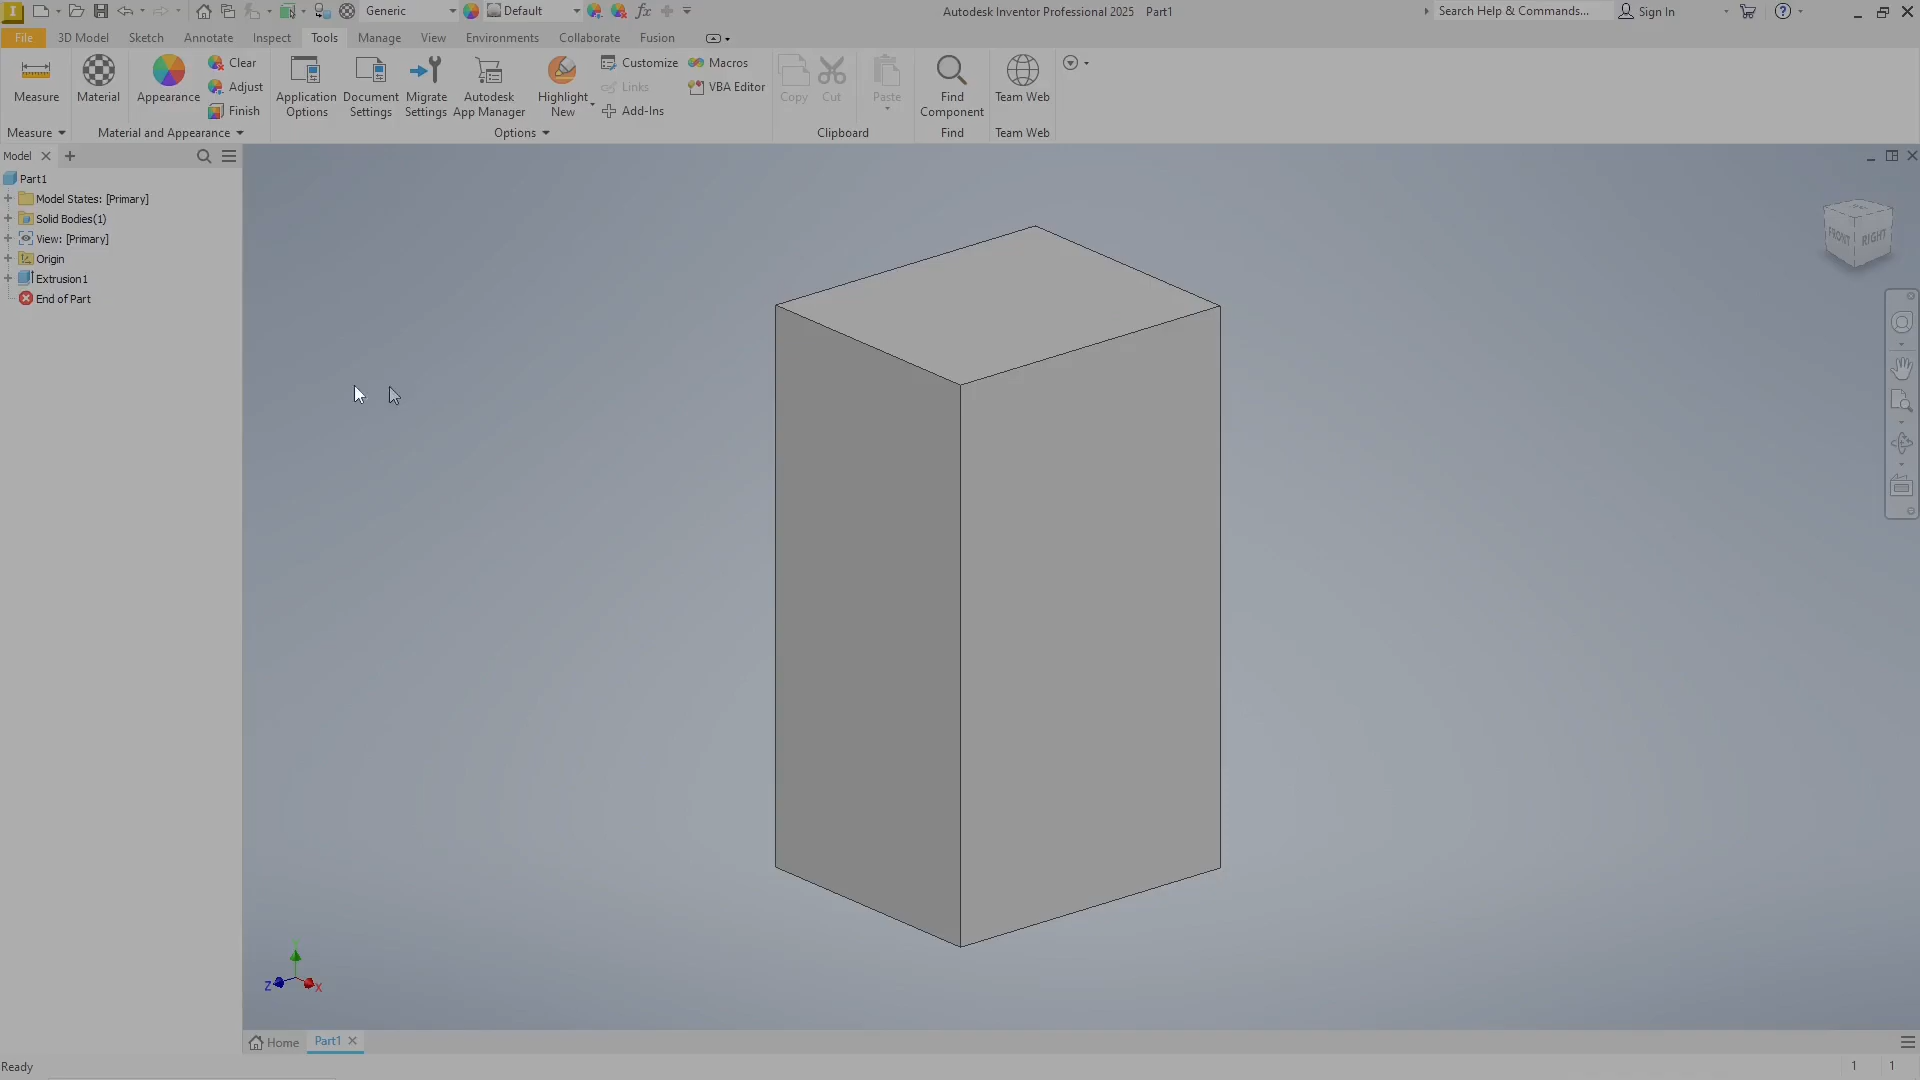 Generic
Default
Autodesk Inventor Professional 2025 Part1
Search Help & Commands...
Sign In
File 3D Model Sketch Annotate Inspect Tools Manage View Environments Collaborate Fusion
Measure
Material
Appearance
Clear
Adjust
Finish
Application Options
Document Settings
Migrate Settings
Autodesk App Manager
Highlight New
Customize
Links
Add-Ins
Macros
VBA Editor
Copy
Cut
Paste
Find Component
Team Web
Measure
Material and Appearance
Options
Clipboard
Find
Team Web
Model
Part1
Model States: [Primary]
Solid Bodies(1)
View: [Primary]
Origin
Extrusion1
End of Part
FRONT
RIGHT
Y
Z
X
Home
Part1
Ready
1 1